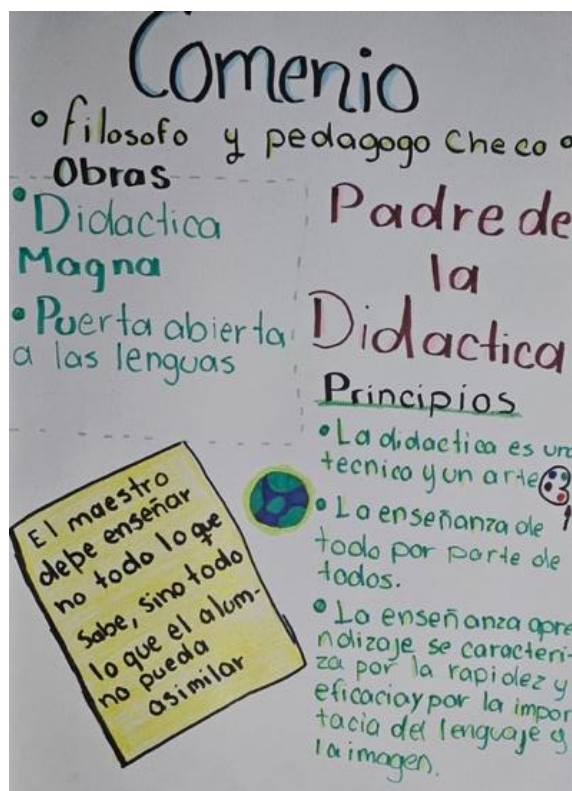 Comenio
• filosofo y pedagogo checo •
Obras
• Didactica
Magna
• Puerta abierta
a las lenguas
Padre de
la
Didactica
Principios
• La didactica es una
tecnico y un arte
• La enseñanza de
todo por parte de
todos.
• La enseñanza apre
ndizaje se caracteri-
za por la rapidez y
eficacia y por la impor
tacia del lenguaje y
la imagen.
El maestro
debe enseñar
no todo lo que
Sabe, sino todo
lo que el alum-
no pueda
asimilar